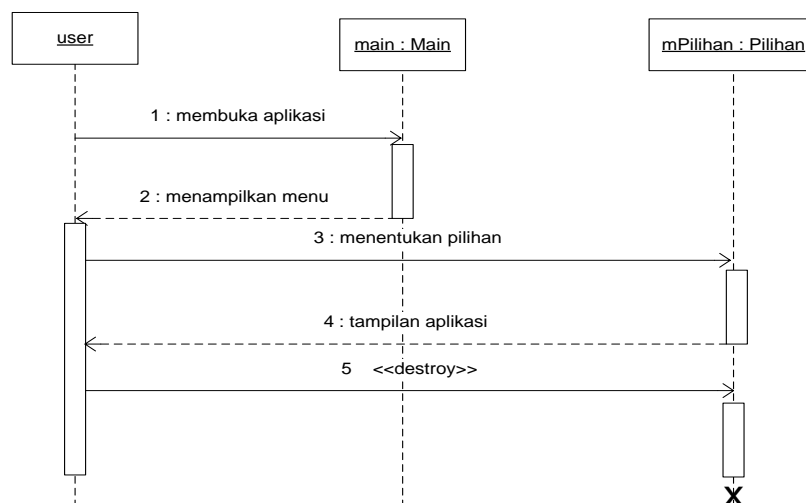 user
main : Main
mPilihan : Pilihan
1 : membuka aplikasi
2 : menampilkan menu
3 : menentukan pilihan
4 : tampilan aplikasi
5 <<destroy>>
X